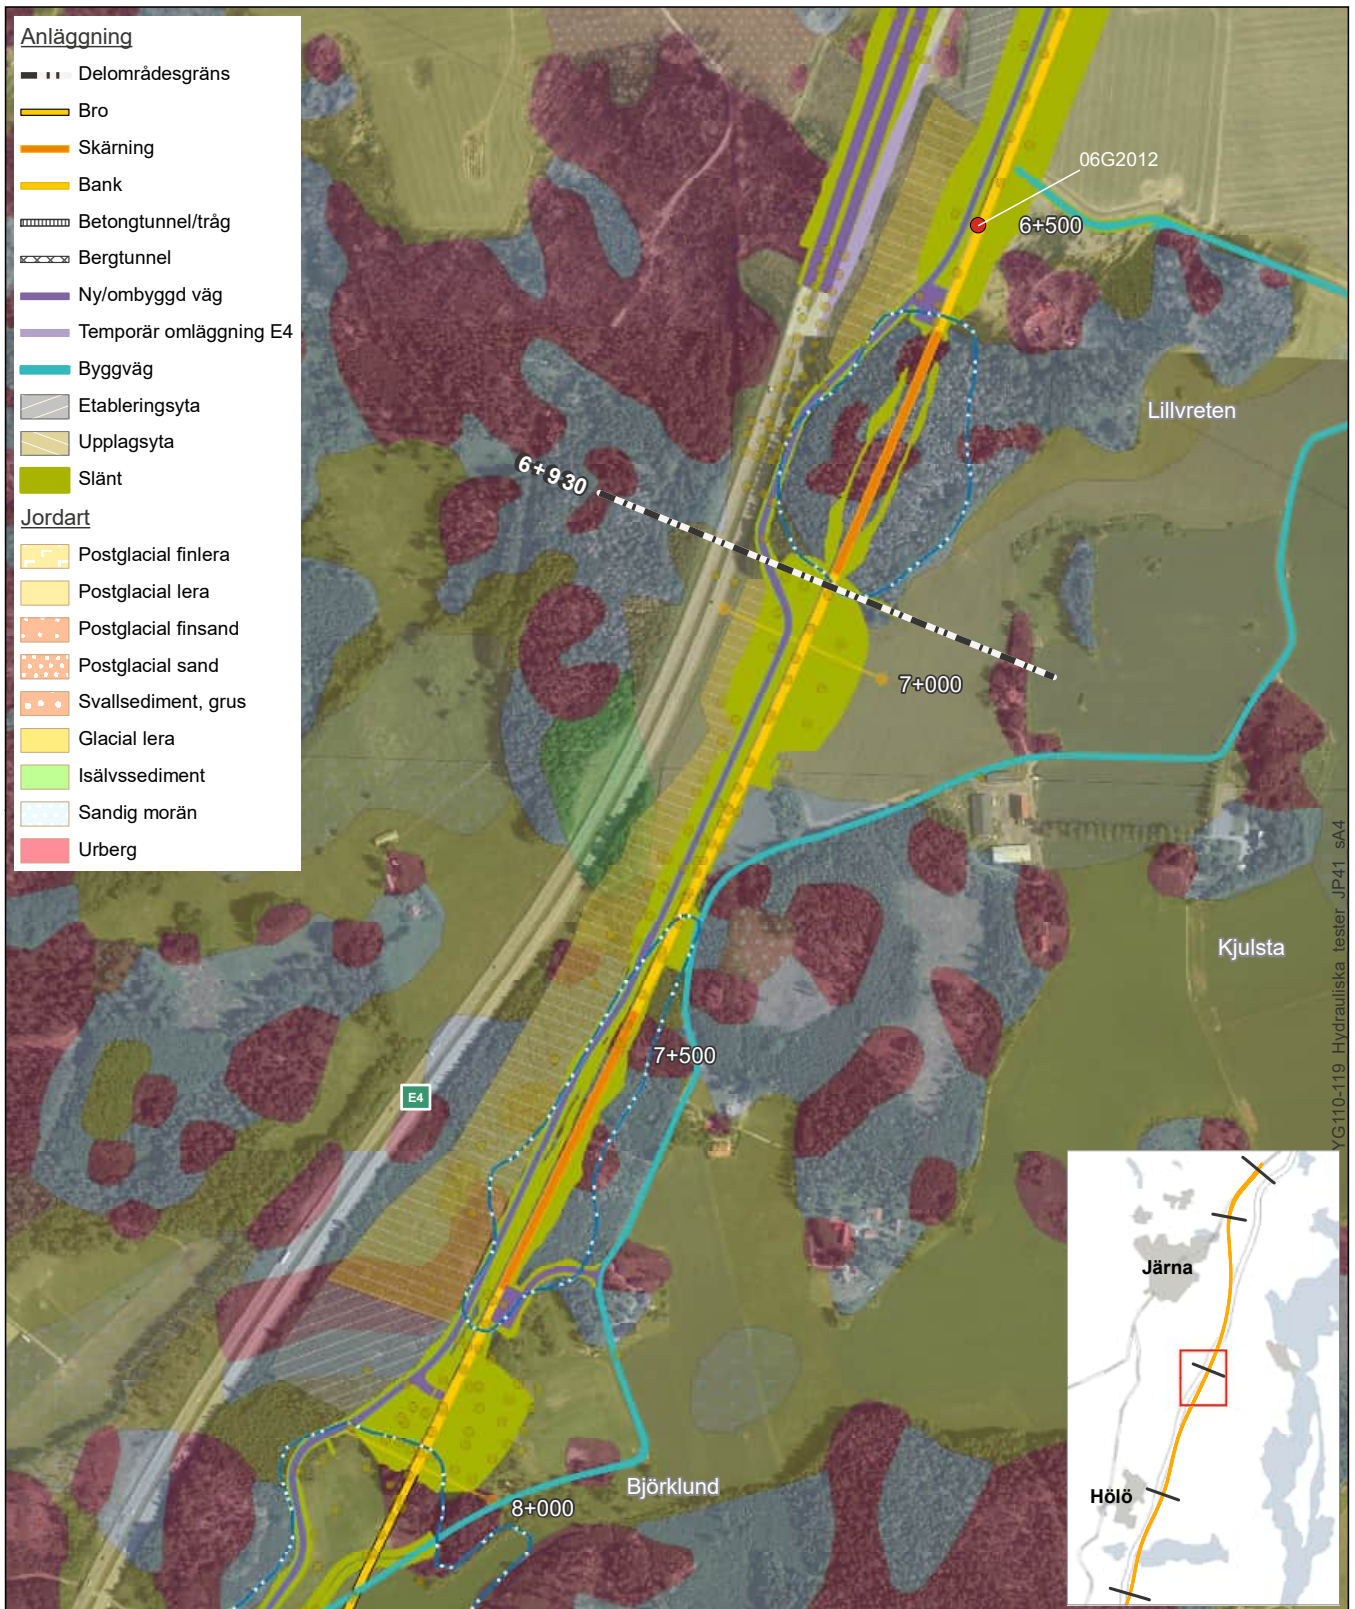 Anläggning
Delområdesgräns
Bro
Skärning
Bank
Betongtunnel/tråg
Bergtunnel
Ny/ombyggd väg
Temporär omläggning E4
Byggväg
Etableringsyta
Upplagsyta
Slänt
Jordart
Postglacial finlera
Postglacial lera
Postglacial finsand
Postglacial sand
Svallsediment, grus
Glacial lera
Isälvssediment
Sandig morän
Urberg
06G2012
6+500
Lillvreten
6+930
7+000
Kjulsta
7+500
E4
Björklund
8+000
YG110-119 Hydrauliska tester JP41 sA4
Järna
Hölö